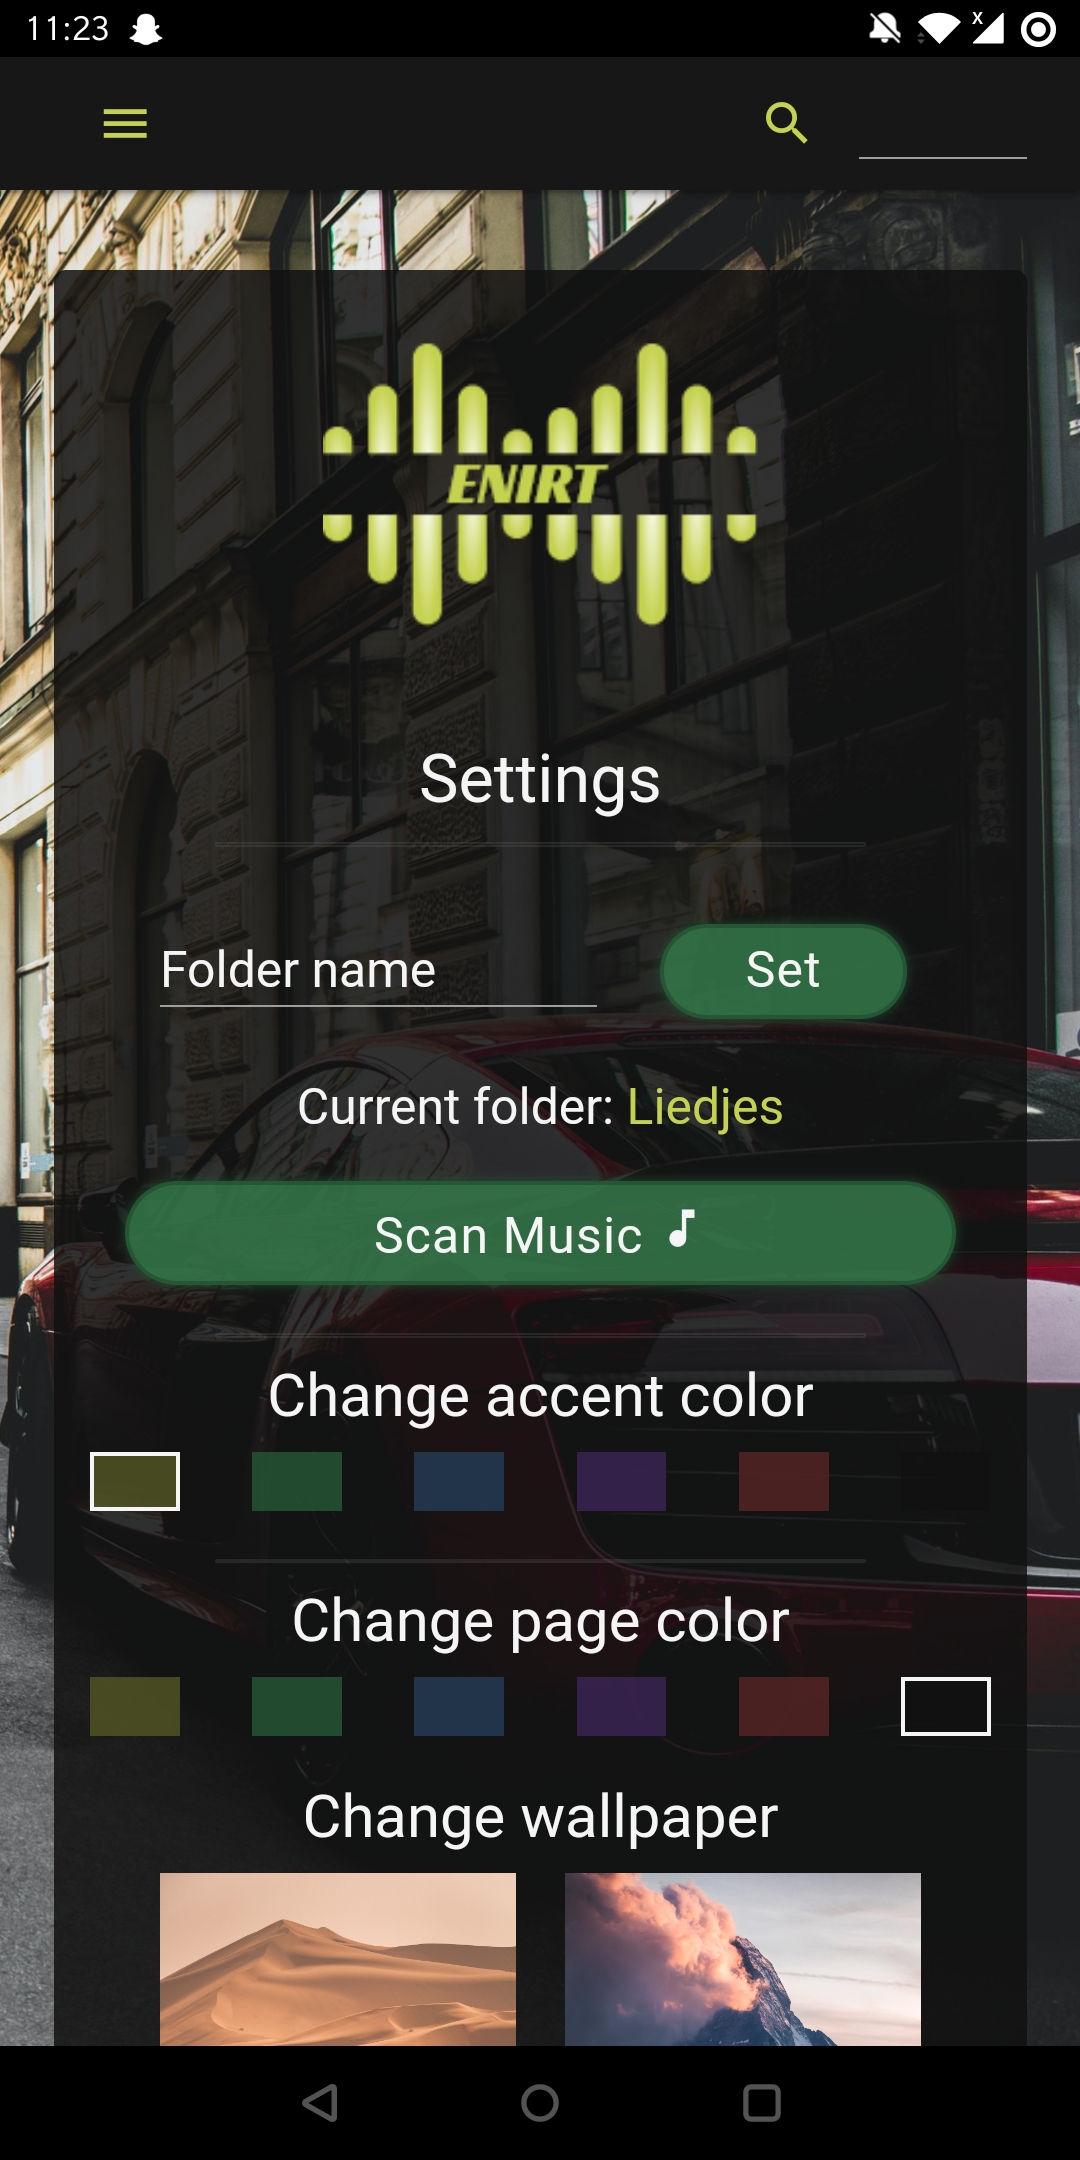 11:23
X
ENIRT
Settings
Folder name
Set
Current folder: Liedjes
Scan Music
Change accent color
Change page color
Change wallpaper